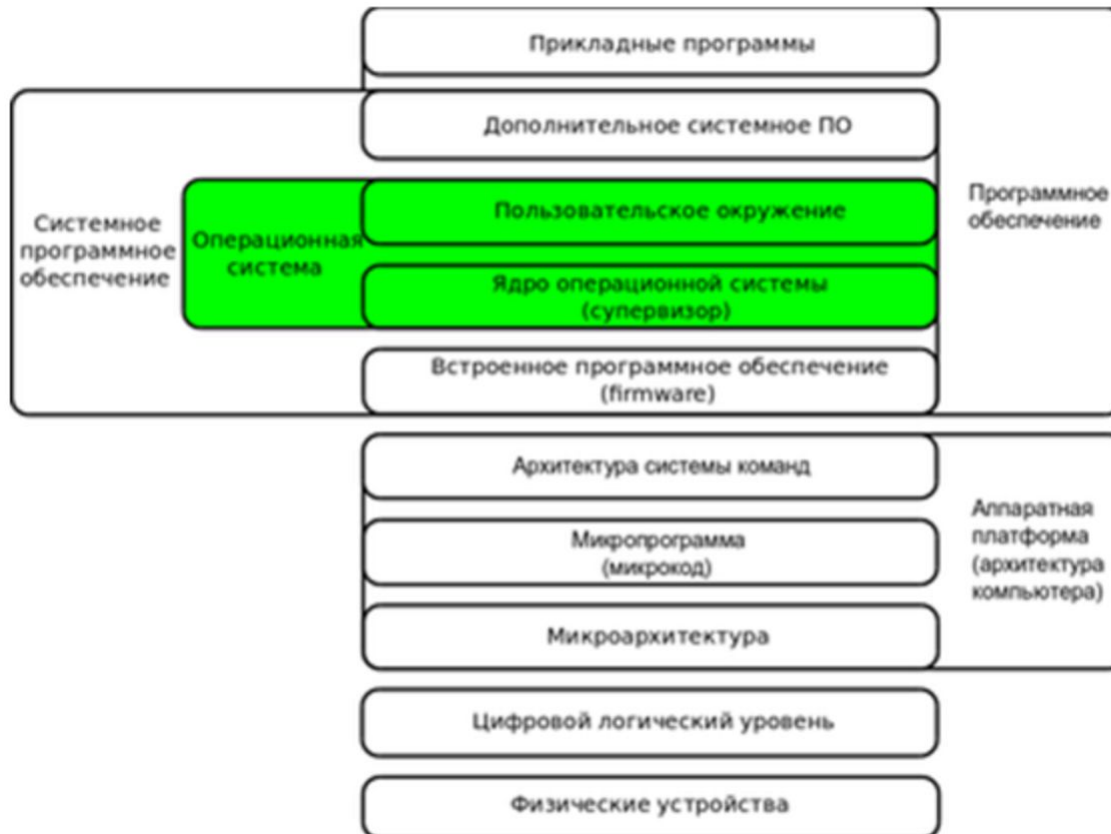 Прикладные программы
Дополнительное системное ПО
Пользовательское окружение
Ядро операционной системы
(супервизор)
Встроенное программное обеспечение
(firmware)
Системное
программное
обеспечение
Операционная
система
Программное
обеспечение
Архитектура системы команд
Микропрограмма
(микрокод)
Микроархитектура
Аппаратная
платформа
(архитектура
компьютера)
Цифровой логический уровень
Физические устройства